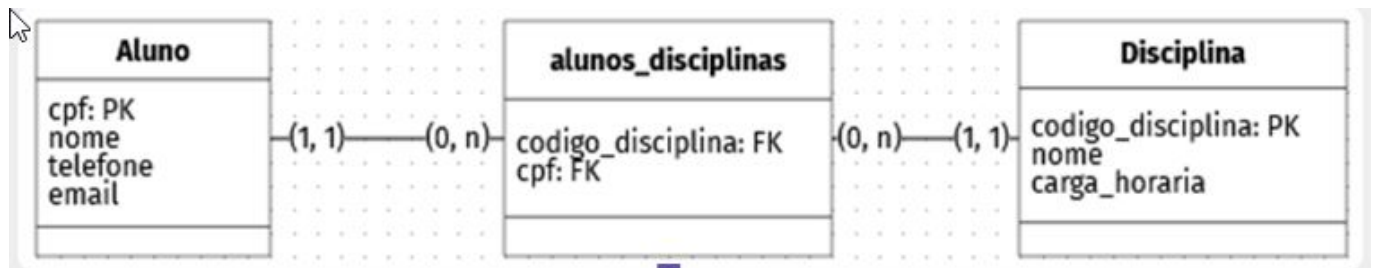 Aluno
cpf: PK
nome
telefone
email
(1, 1)
(0, n)
alunos_disciplinas
codigo_disciplina: FK
cpf: FK
(0, n)
(1, 1)
Disciplina
codigo_disciplina: PK
nome
carga_horaria